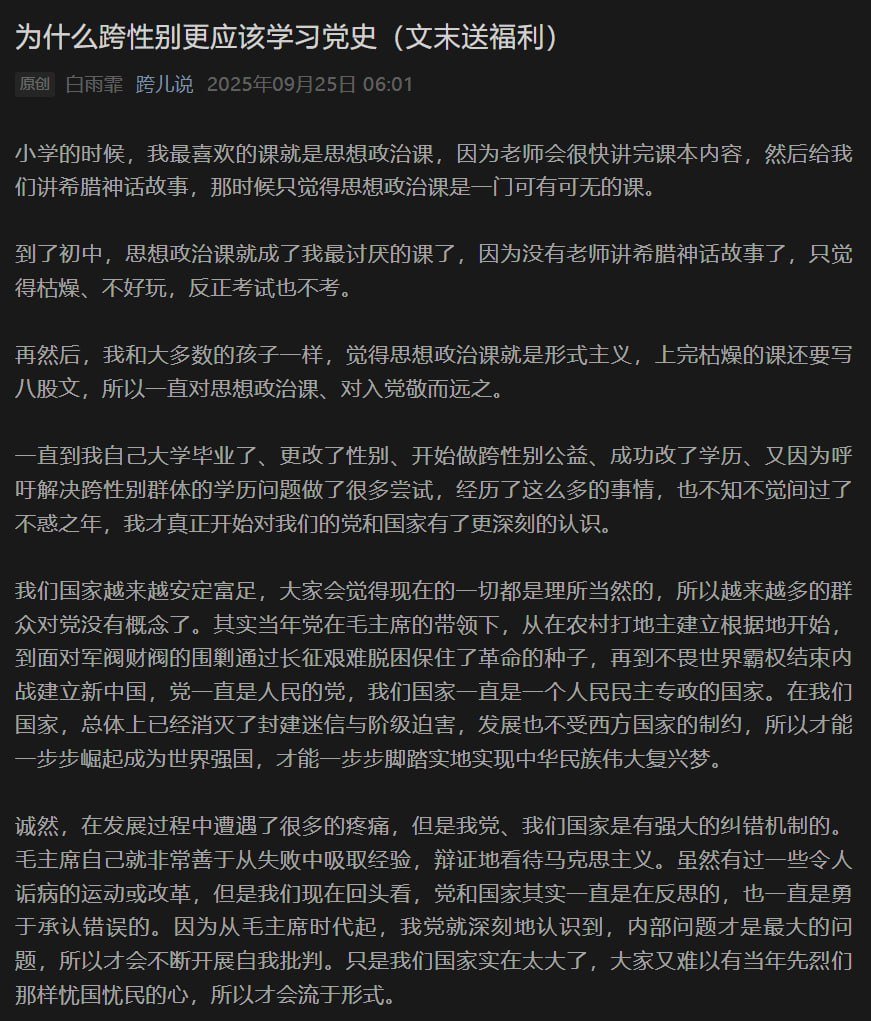 为什么跨性别更应该学习党史（文末送福利）
原创 白雨霏 跨儿说 2025年09月25日 06:01
小学的时候，我最喜欢的课就是思想政治课，因为老师会很快讲完课本内容，然后给我
们讲希腊神话故事，那时候只觉得思想政治课是一门可有可无的课。
到了初中，思想政治课就成了我最讨厌的课了，因为没有老师讲希腊神话故事了，只觉
得枯燥、不好玩，反正考试也不考。
再然后，我和大多数的孩子一样，觉得思想政治课就是形式主义，上完枯燥的课还要写
八股文，所以一直对思想政治课、对入党敬而远之。
一直到我自己大学毕业了、更改了性别、开始做跨性别公益、成功改了学历、又因为呼
吁解决跨性别群体的学历问题做了很多尝试，经历了这么多的事情，也不知不觉间过了
不惑之年，我才真正开始对我们的党和国家有了更深刻的认识。
我们国家越来越安定富足，大家会觉得现在的一切都是理所当然的，所以越来越多的群
众对党没有概念了。其实当年党在毛主席的带领下，从在农村打地主建立根据地开始，
到面对军阀财阀的围剿通过长征艰难脱困保住了革命的种子，再到不畏世界霸权结束内
战建立新中国，党一直是人民的党，我们国家一直是一个人民民主专政的国家。在我们
国家，总体上已经消灭了封建迷信与阶级迫害，发展也不受西方国家的制约，所以才能
一步步崛起成为世界强国，才能一步步脚踏实地实现中华民族伟大复兴梦。
诚然，在发展过程中遭遇了很多的疼痛，但是我党、我们国家是有强大的纠错机制的。
毛主席自己就非常善于从失败中吸取经验，辩证地看待马克思主义。虽然有过一些令人
诟病的运动或改革，但是我们现在回头看，党和国家其实一直是在反思的，也一直是勇
于承认错误的。因为从毛主席时代起，我党就深刻地认识到，内部问题才是最大的问
题，所以才会不断开展自我批判。只是我们国家实在太大了，大家又难以有当年先烈们
那样忧国忧民的心，所以才会流于形式。